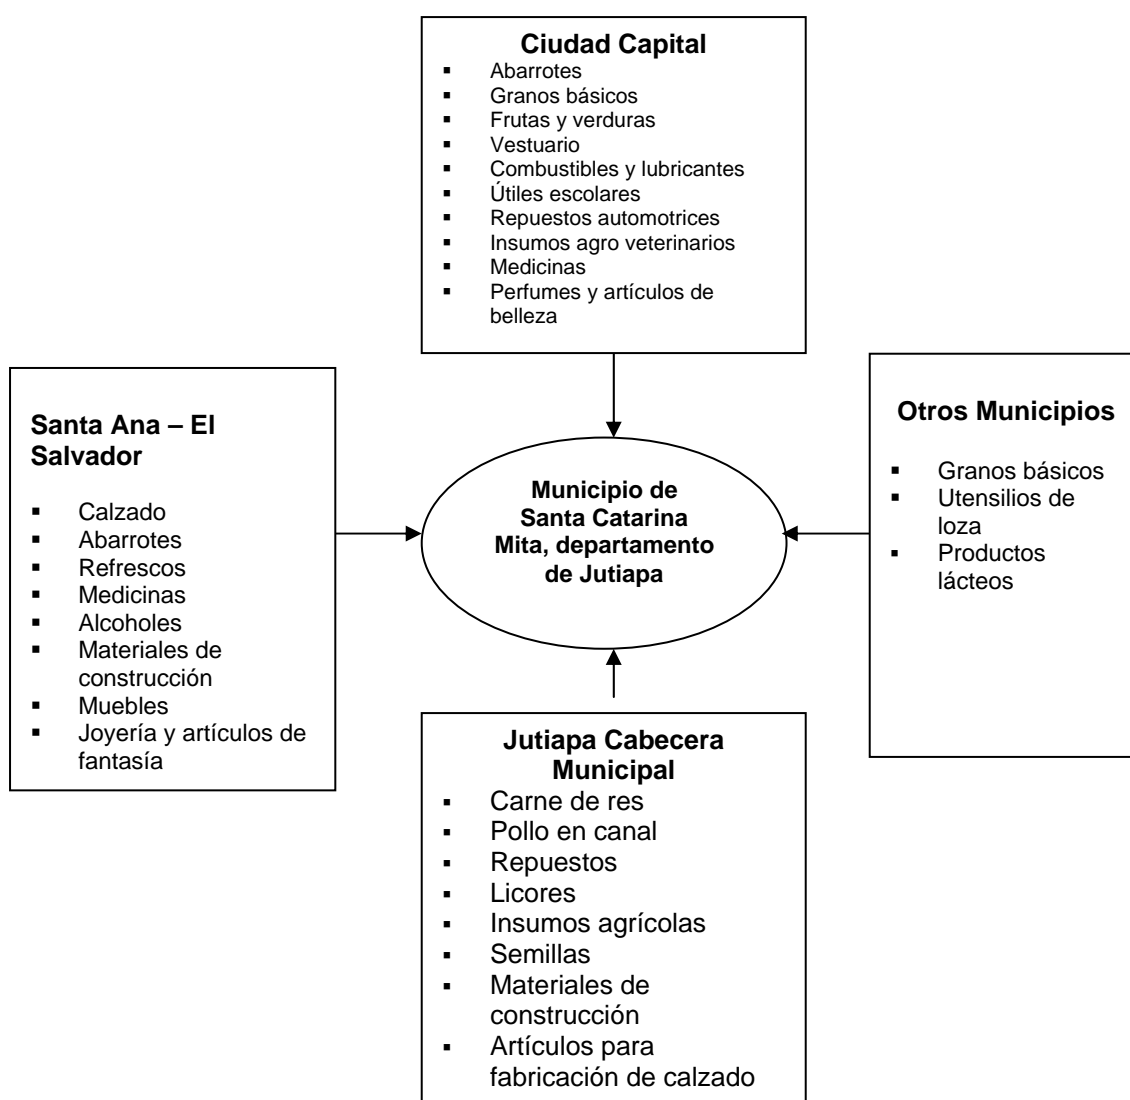 Ciudad Capital
▪ Abarrotes
▪ Granos básicos
▪ Frutas y verduras
▪ Vestuario
▪ Combustibles y lubricantes
▪ Útiles escolares
▪ Repuestos automotrices
▪ Insumos agro veterinarios
▪ Medicinas
▪ Perfumes y artículos de
belleza
Santa Ana – El
Salvador
▪ Calzado
▪ Abarrotes
▪ Refrescos
▪ Medicinas
▪ Alcoholes
▪ Materiales de
construcción
▪ Muebles
▪ Joyería y artículos de
fantasía
Municipio de
Santa Catarina
Mita, departamento
de Jutiapa
Otros Municipios
▪ Granos básicos
▪ Utensilios de
loza
▪ Productos
lácteos
Jutiapa Cabecera
Municipal
▪ Carne de res
▪ Pollo en canal
▪ Repuestos
▪ Licores
▪ Insumos agrícolas
▪ Semillas
▪ Materiales de
construcción
▪ Artículos para
fabricación de calzado